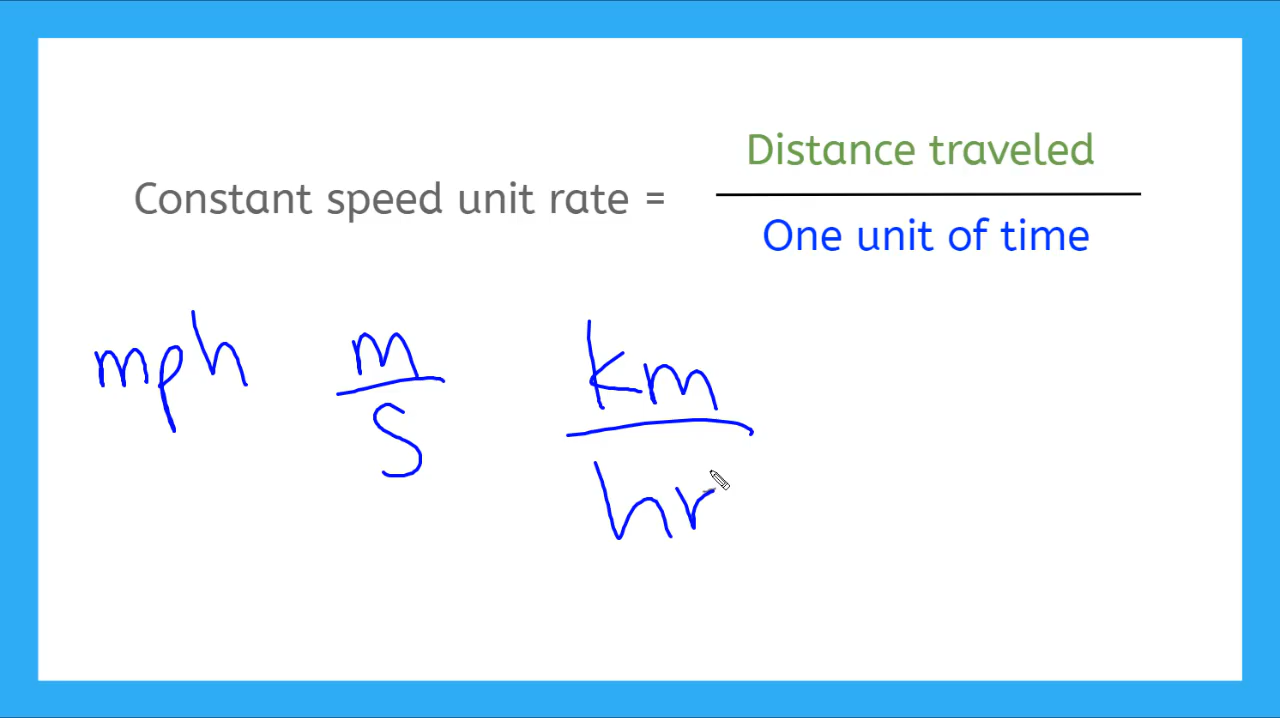 Distance traveled
Constant speed unit rate =
One unit of time
mph m km
s hr